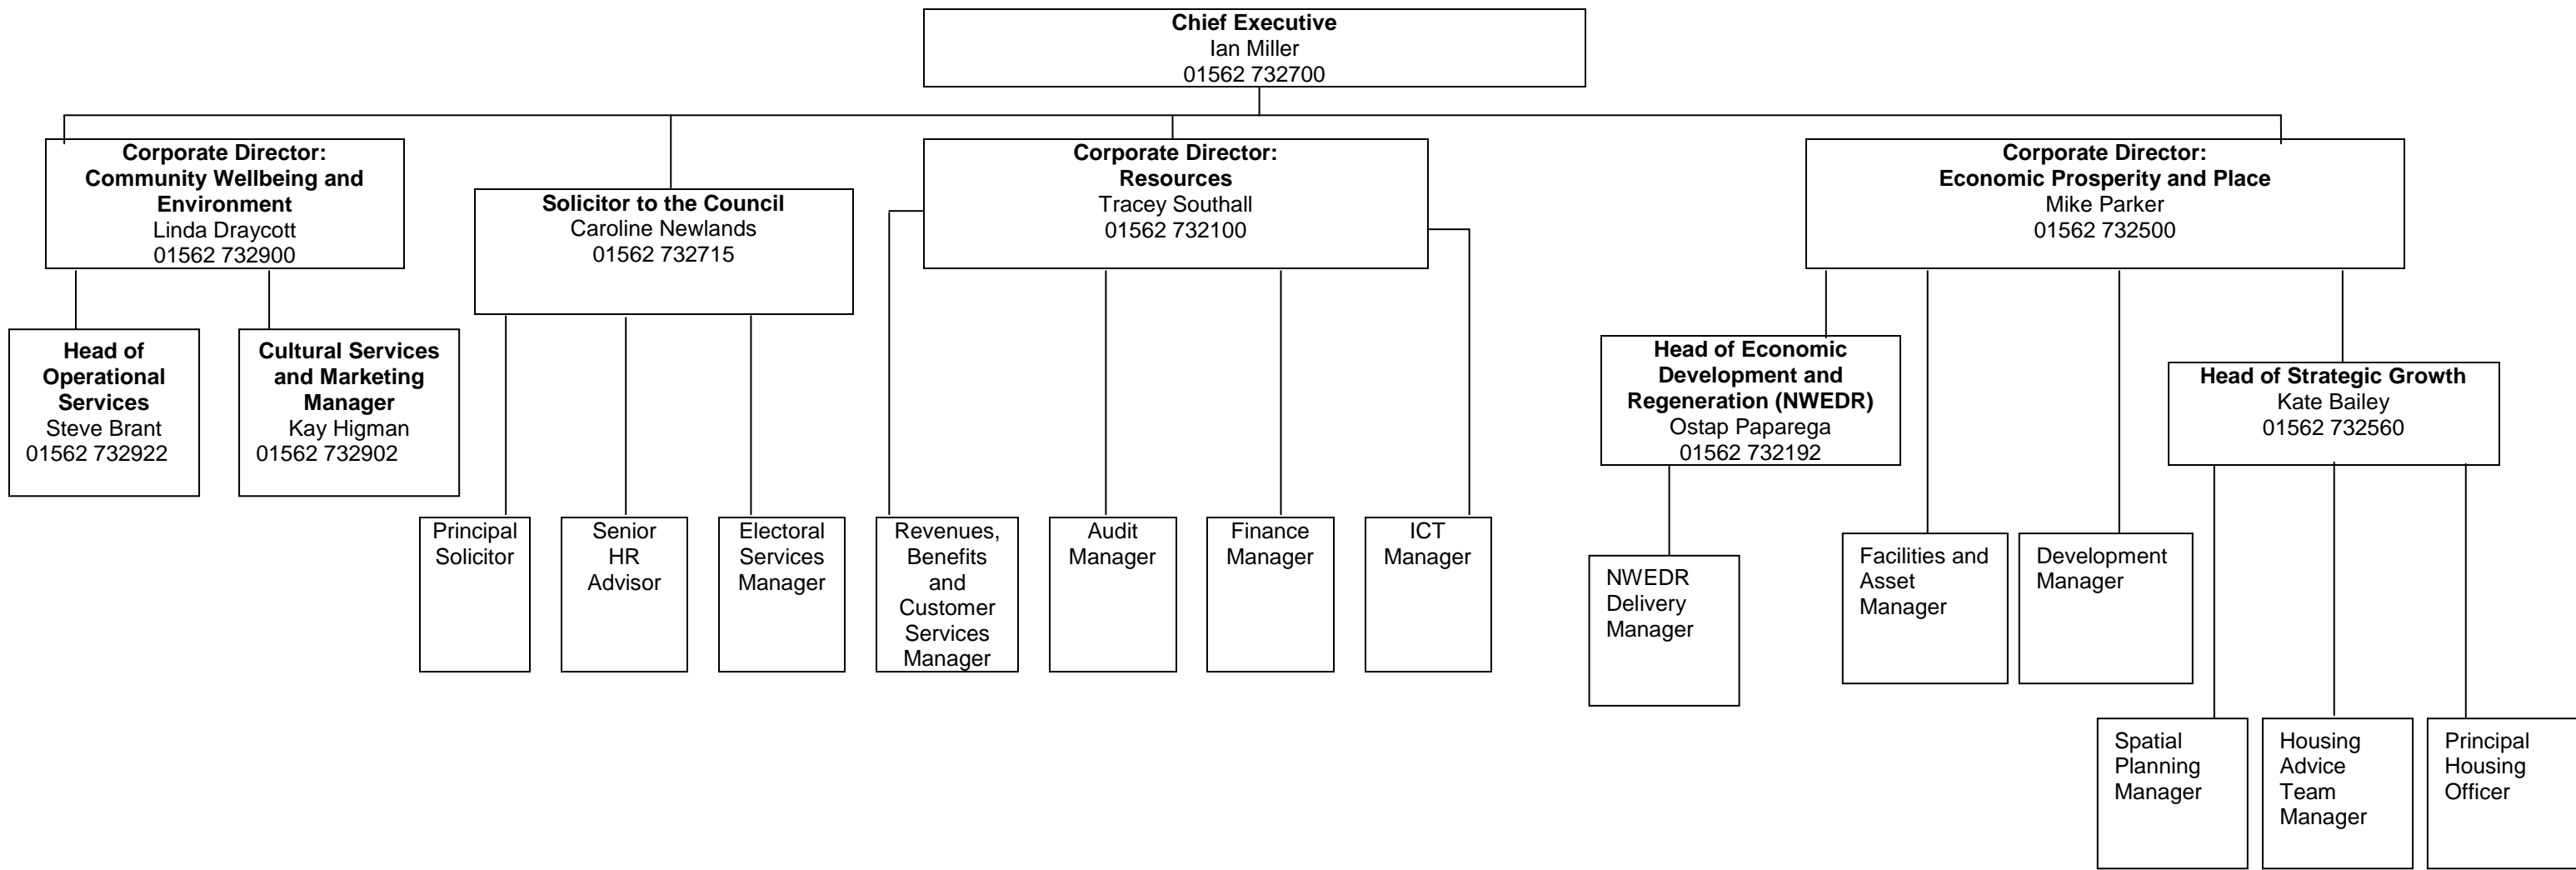 Chief Executive
Ian Miller
01562 732700
Corporate Director:
Community Wellbeing and
Environment
Linda Draycott
01562 732900
Solicitor to the Council
Caroline Newlands
01562 732715
Corporate Director:
Resources
Tracey Southall
01562 732100
Corporate Director:
Economic Prosperity and Place
Mike Parker
01562 732500
Head of
Operational
Services
Steve Brant
01562 732922
Cultural Services
and Marketing
Manager
Kay Higman
01562 732902
Head of Economic
Development and
Regeneration (NWEDR)
Ostap Paparega
01562 732192
Head of Strategic Growth
Kate Bailey
01562 732560
Principal
Solicitor
Senior
HR
Advisor
Electoral
Services
Manager
Revenues,
Benefits
and
Customer
Services
Manager
Audit
Manager
Finance
Manager
ICT
Manager
NWEDR
Delivery
Manager
Facilities and
Asset
Manager
Development
Manager
Spatial
Planning
Manager
Housing
Advice
Team
Manager
Principal
Housing
Officer